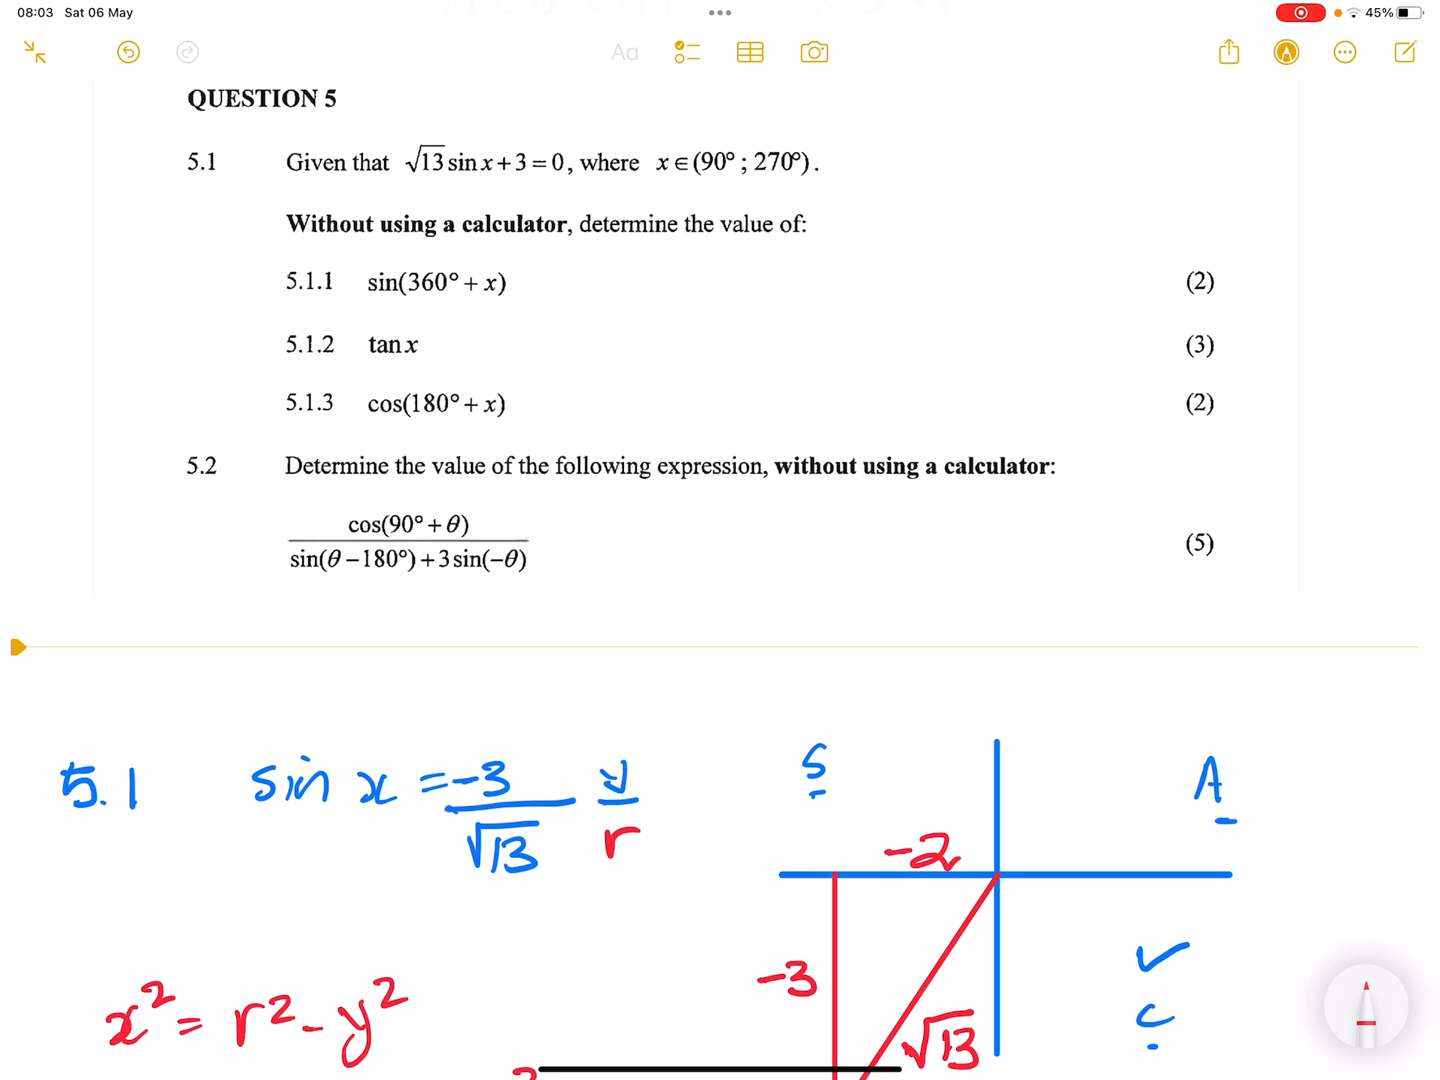 08:03 Sat 06 May
45%
Aa
QUESTION 5
5.1 Given that √13 sin x + 3 = 0, where x ∈ (90° ; 270°).
Without using a calculator, determine the value of:
5.1.1 sin(360° + x) (2)
5.1.2 tan x (3)
5.1.3 cos(180° + x) (2)
5.2 Determine the value of the following expression, without using a calculator:
cos(90° + θ)
sin(θ − 180°) + 3 sin(−θ) (5)
5.1 sin x = -3/√13 y/r
S
A
-2
-3
√13
C
x² = r² - y²